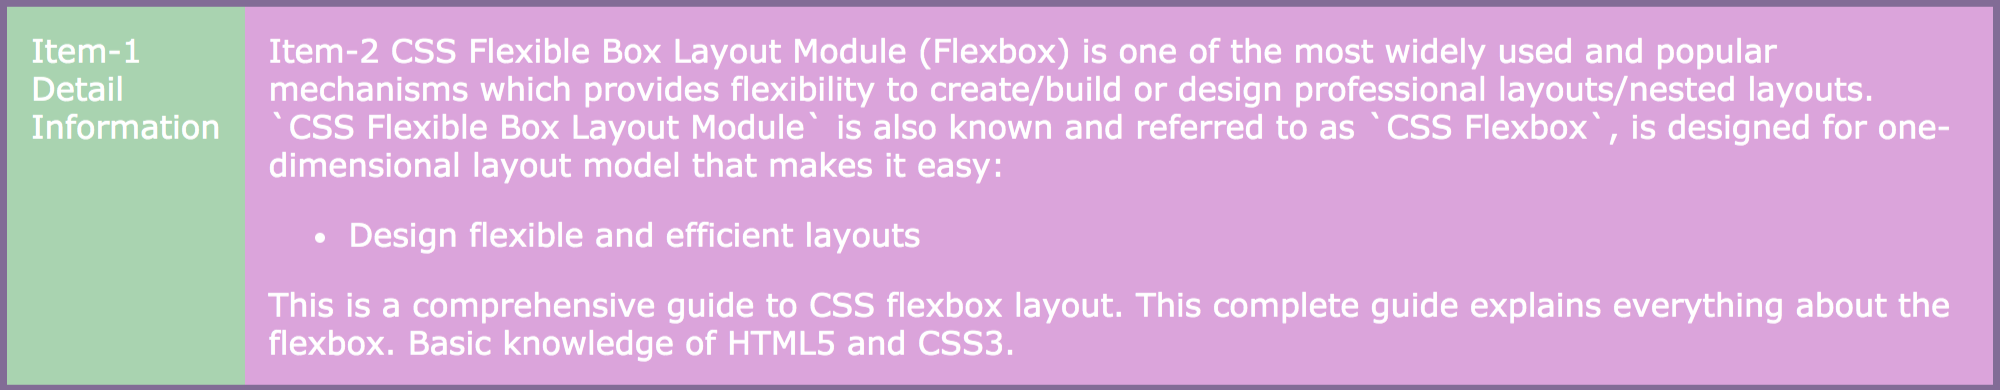 Item-1
Detail
Information
Item-2 CSS Flexible Box Layout Module (Flexbox) is one of the most widely used and popular
mechanisms which provides flexibility to create/build or design professional layouts/nested layouts.
`CSS Flexible Box Layout Module` is also known and referred to as `CSS Flexbox`, is designed for one-
dimensional layout model that makes it easy:
• Design flexible and efficient layouts
This is a comprehensive guide to CSS flexbox layout. This complete guide explains everything about the
flexbox. Basic knowledge of HTML5 and CSS3.